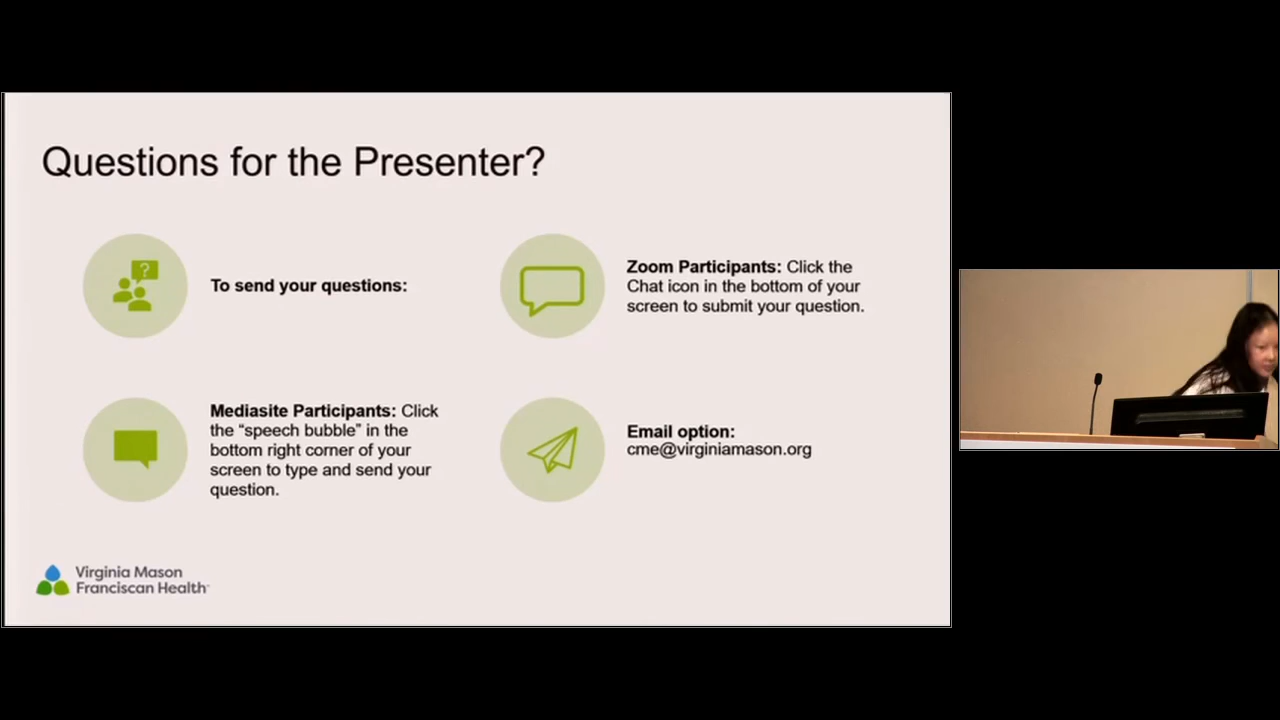 Questions for the Presenter?
?
To send your questions:
Zoom Participants: Click the
Chat icon in the bottom of your
screen to submit your question.
Mediasite Participants: Click
the “speech bubble” in the
bottom right corner of your
screen to type and send your
question.
Email option:
cme@virginiamason.org
Virginia Mason
Franciscan Health